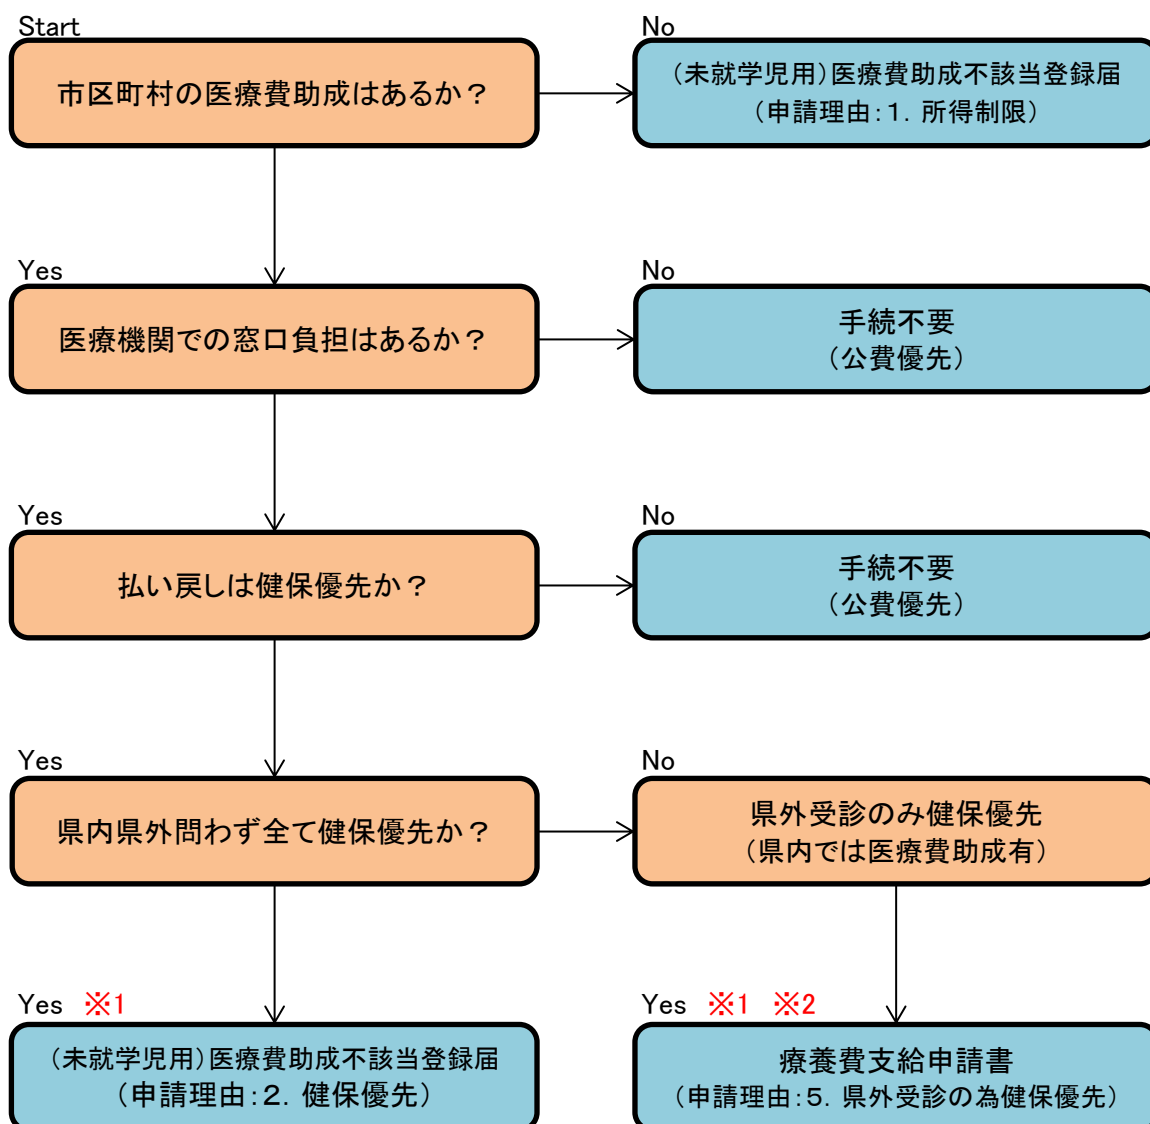 Start
市区町村の医療費助成はあるか？
No
（未就学児用）医療費助成不該当登録届
（申請理由：１．所得制限）
Yes
医療機関での窓口負担はあるか？
No
手続不要
（公費優先）
Yes
払い戻しは健保優先か？
No
手続不要
（公費優先）
Yes
県内県外問わず全て健保優先か？
No
県外受診のみ健保優先
（県内では医療費助成有）
Yes ※1
（未就学児用）医療費助成不該当登録届
（申請理由：２．健保優先）
Yes ※1 ※2
療養費支給申請書
（申請理由：５．県外受診の為健保優先）